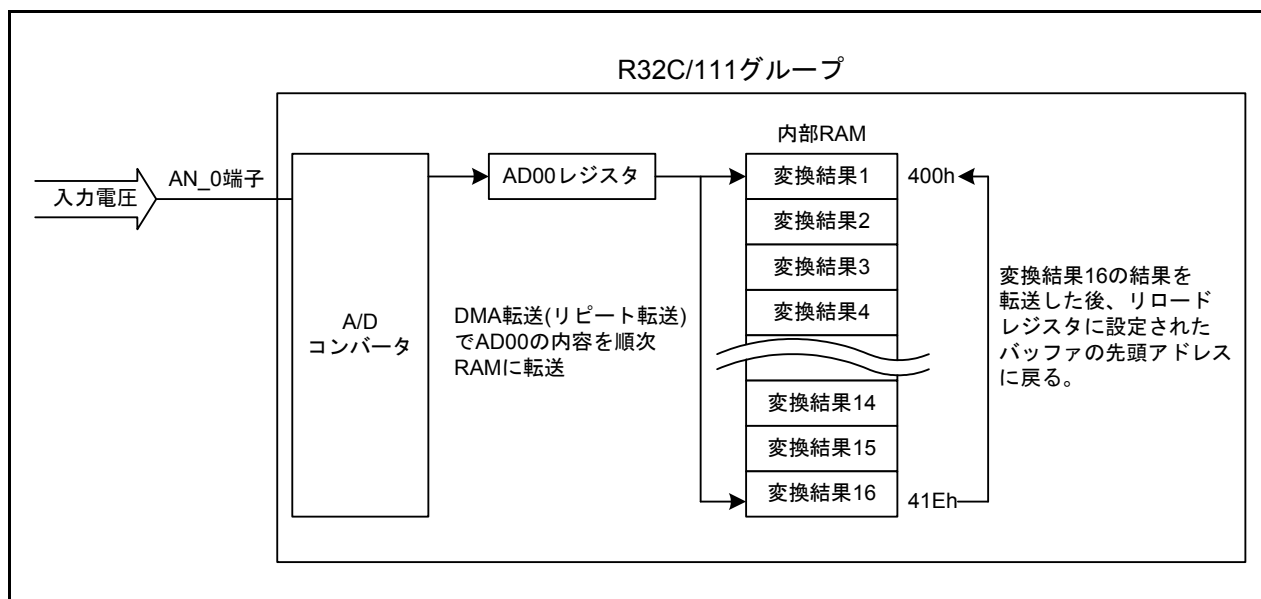 R32C/111グループ
内部RAM
入力電圧
AN_0端子
A/D
コンバータ
AD00レジスタ
DMA転送(リピート転送)
でAD00の内容を順次
RAMに転送
変換結果1
400h
変換結果2
変換結果3
変換結果4
変換結果14
変換結果15
変換結果16
41Eh
変換結果16の結果を
転送した後、リロード
レジスタに設定された
バッファの先頭アドレス
に戻る。